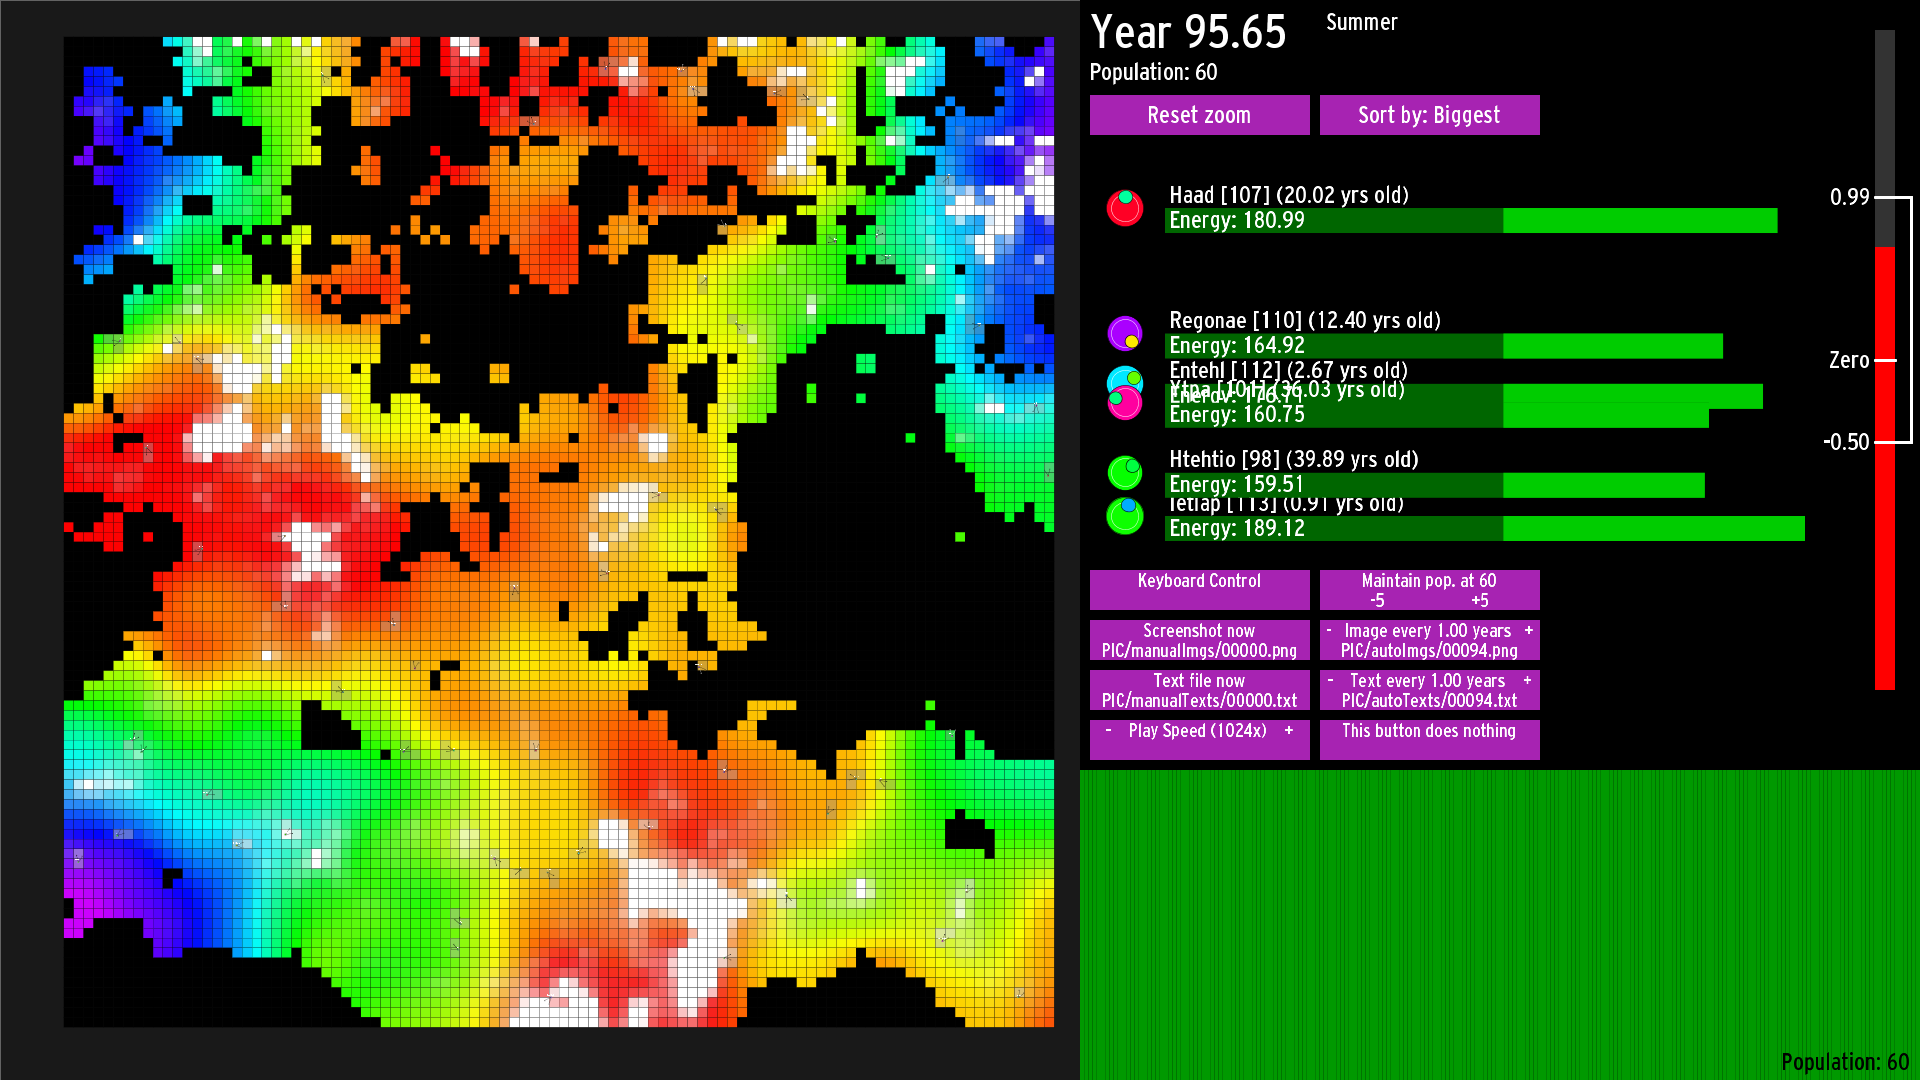 Year 95.65
Summer
Population: 60
Reset zoom
Sort by: Biggest
Haad [107] (20.02 yrs old)
Energy: 180.99
Regonae [110] (12.40 yrs old)
Energy: 164.92
Entehl [112] (2.67 yrs old)
Ytpa [101] (36.03 yrs old)
Energy: 160.75
Htehtio [98] (39.89 yrs old)
Energy: 159.51
[113] (0.91 yrs old)
Energy: 189.12
0.99
Zero
-0.50
Keyboard Control
Maintain pop. at 60
-5 +5
Screenshot now
PIC/manualImgs/00000.png
- Image every 1.00 years +
PIC/autoImgs/00094.png
Text file now
PIC/manualTexts/00000.txt
- Text every 1.00 years +
PIC/autoTexts/00094.txt
- Play Speed (1024x) +
This button does nothing
Population: 60